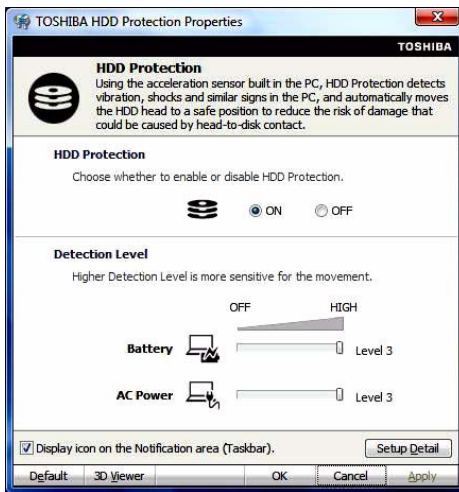 TOSHIBA HDD Protection Properties
TOSHIBA
HDD Protection
Using the acceleration sensor built in the PC, HDD Protection detects
vibration, shocks and similar signs in the PC, and automatically moves
the HDD head to a safe position to reduce the risk of damage that
could be caused by head-to-disk contact.
HDD Protection
Choose whether to enable or disable HDD Protection.
ON OFF
Detection Level
Higher Detection Level is more sensitive for the movement.
OFF HIGH
Battery Level 3
AC Power Level 3
Display icon on the Notification area (Taskbar). Setup Detail
Default 3D Viewer OK Cancel Apply